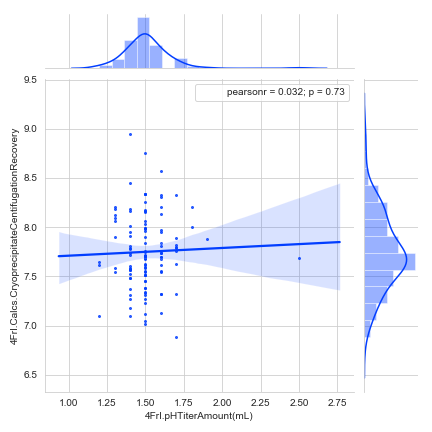 pearsonr = 0.032; p = 0.73
9.5
9.0
8.5
8.0
7.5
7.0
6.5
4FrI.Calcs.CryoprecipitateCentrifugationRecovery
1.00 1.25 1.50 1.75 2.00 2.25 2.50 2.75
4FrI.pHTiterAmount(mL)